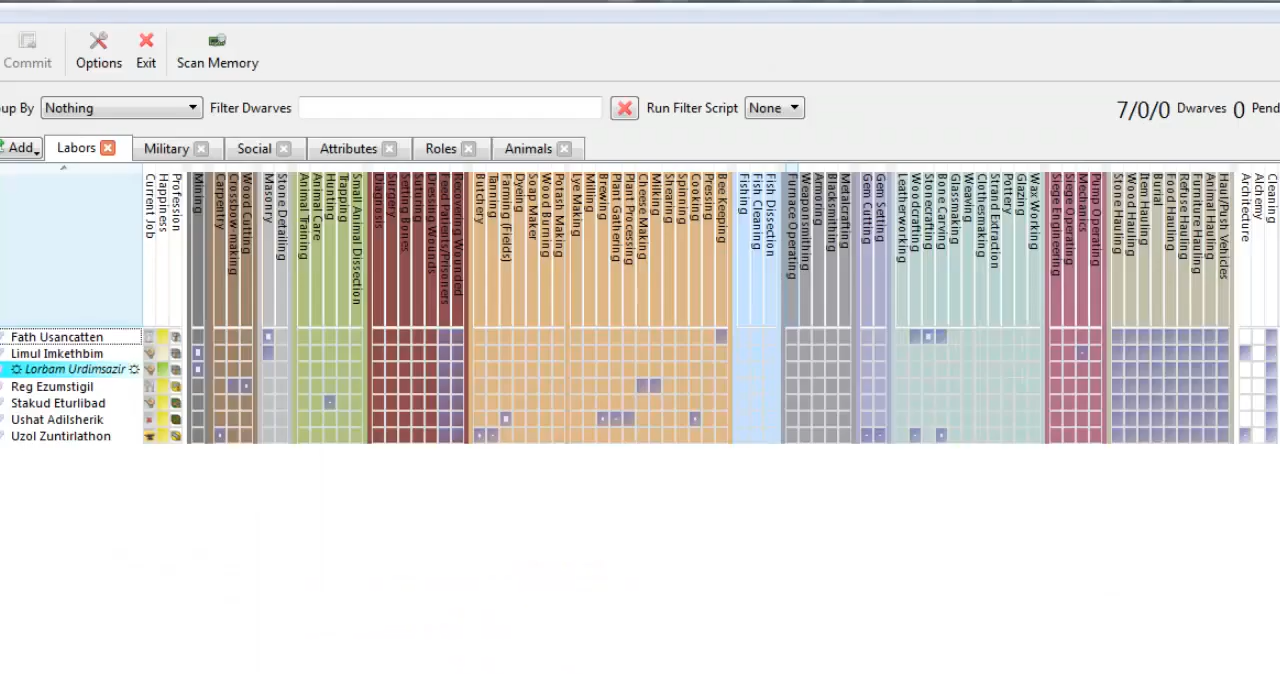 Commit Options Exit Scan Memory
up By Nothing Filter Dwarves Run Filter Script None 7/0/0 Dwarves 0 Pend
Add Labors Military Social Attributes Roles Animals
Current Job
Happiness
Profession
Mining
Carpentry
Crossbow-making
Wood Cutting
Masonry
Stone Detailing
Animal Training
Animal Care
Hunting
Trapping
Small Animal Dissection
Diagnosis
Surgery
Setting Bones
Suturing
Dressing Wounds
Feed Patients/Prisoners
Recovering Wounded
Butchery
Tanning
Farming (Fields)
Dyeing
Soap Maker
Wood Burning
Potash Making
Lye Making
Milling
Brewing
Plant Gathering
Plant Processing
Cheese Making
Milking
Shearing
Spinning
Cooking
Pressing
Bee Keeping
Fishing
Fish Cleaning
Fish Dissection
Furnace Operating
Weaponsmithing
Armoring
Blacksmithing
Metalcrafting
Gem Cutting
Gem Setting
Leatherworking
Woodcrafting
Stonecrafting
Bone Carving
Glassmaking
Weaving
Clothesmaking
Strand Extraction
Pottery
Glazing
Wax Working
Siege Engineering
Siege Operating
Mechanics
Pump Operating
Stone Hauling
Wood Hauling
Item Hauling
Burial
Food Hauling
Refuse Hauling
Furniture Hauling
Animal Hauling
Haul/Push Vehicles
Architecture
Alchemy
Cleaning
Fath Usancatten
Limul Imkethbim
Lorbam Urdimsazir
Reg Ezumstigil
Stakud Eturlibad
Ushat Adilsherik
Uzol Zuntirlathon